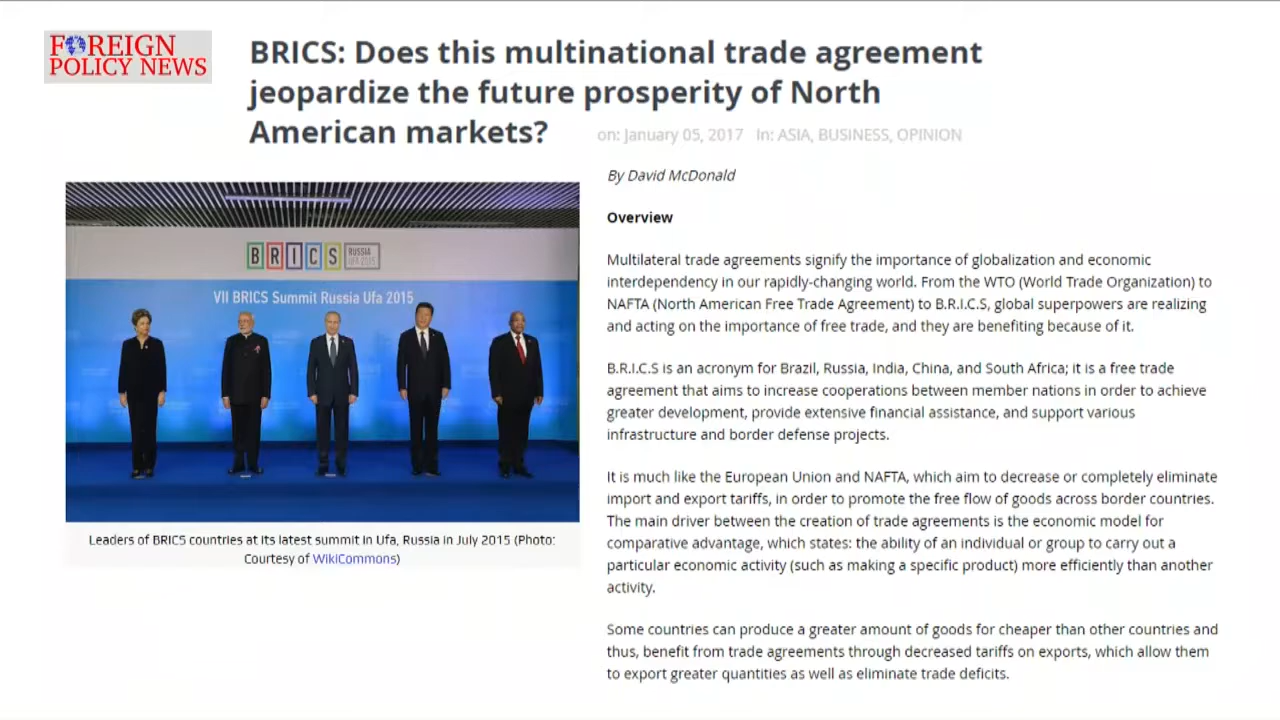 FOREIGN
POLICY NEWS
BRICS: Does this multinational trade agreement
jeopardize the future prosperity of North
American markets?
on: January 05, 2017 In: ASIA, BUSINESS, OPINION
BRICS RUSSIA UFA 2015
VII BRICS Summit Russia Ufa 2015
Leaders of BRICS countries at its latest summit in Ufa, Russia in July 2015 (Photo:
Courtesy of WikiCommons)
By David McDonald
Overview
Multilateral trade agreements signify the importance of globalization and economic
interdependency in our rapidly-changing world. From the WTO (World Trade Organization) to
NAFTA (North American Free Trade Agreement) to B.R.I.C.S, global superpowers are realizing
and acting on the importance of free trade, and they are benefiting because of it.
B.R.I.C.S is an acronym for Brazil, Russia, India, China, and South Africa; it is a free trade
agreement that aims to increase cooperations between member nations in order to achieve
greater development, provide extensive financial assistance, and support various
infrastructure and border defense projects.
It is much like the European Union and NAFTA, which aim to decrease or completely eliminate
import and export tariffs, in order to promote the free flow of goods across border countries.
The main driver between the creation of trade agreements is the economic model for
comparative advantage, which states: the ability of an individual or group to carry out a
particular economic activity (such as making a specific product) more efficiently than another
activity.
Some countries can produce a greater amount of goods for cheaper than other countries and
thus, benefit from trade agreements through decreased tariffs on exports, which allow them
to export greater quantities as well as eliminate trade deficits.